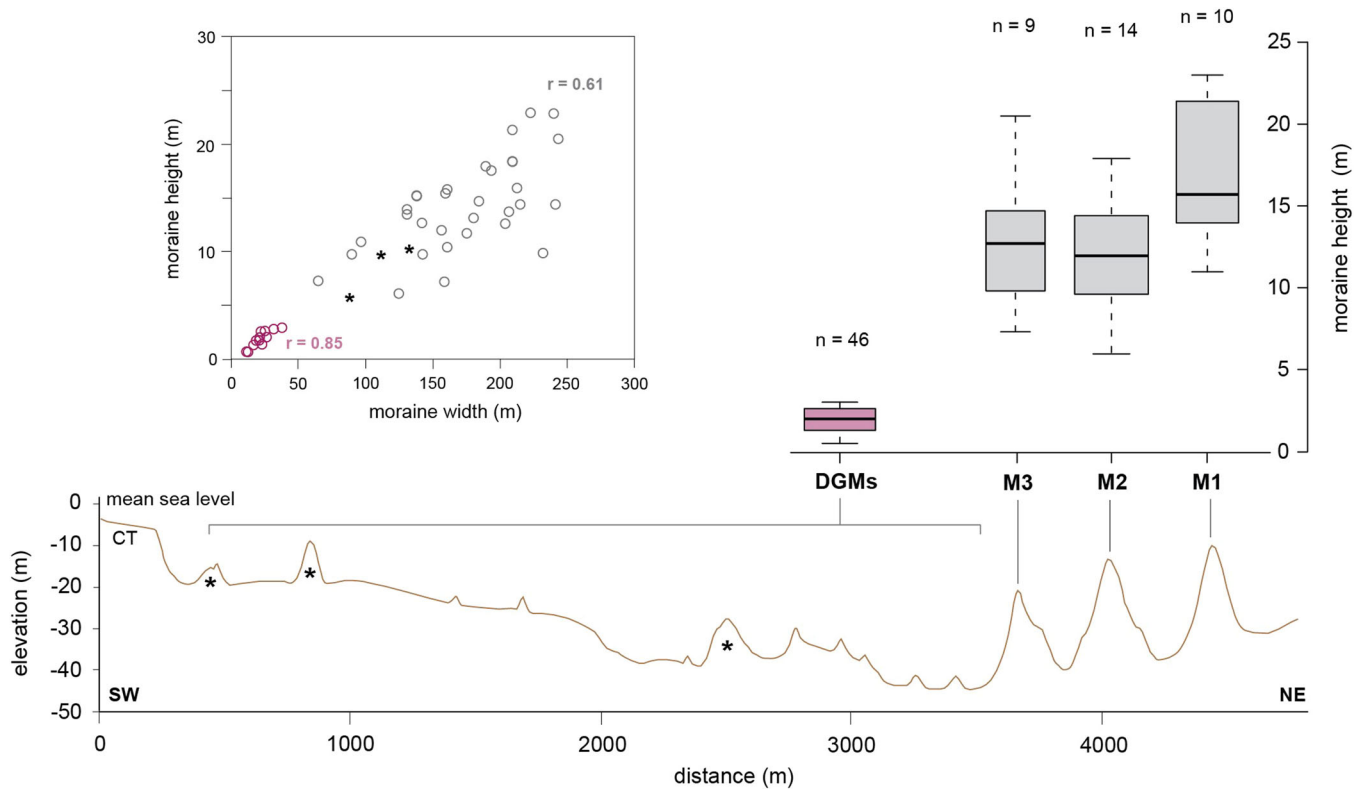 n = 9
n = 14
n = 10
25
20
15
10
5
0
moraine height (m)
30
20
10
0
moraine height (m)
r = 0.61
*
*
*
r = 0.85
0
50
100
150
200
250
300
moraine width (m)
n = 46
DGMs
M3
M2
M1
mean sea level
0
-10
-20
-30
-40
-50
elevation (m)
CT
*
*
*
SW
NE
0
1000
2000
3000
4000
distance (m)